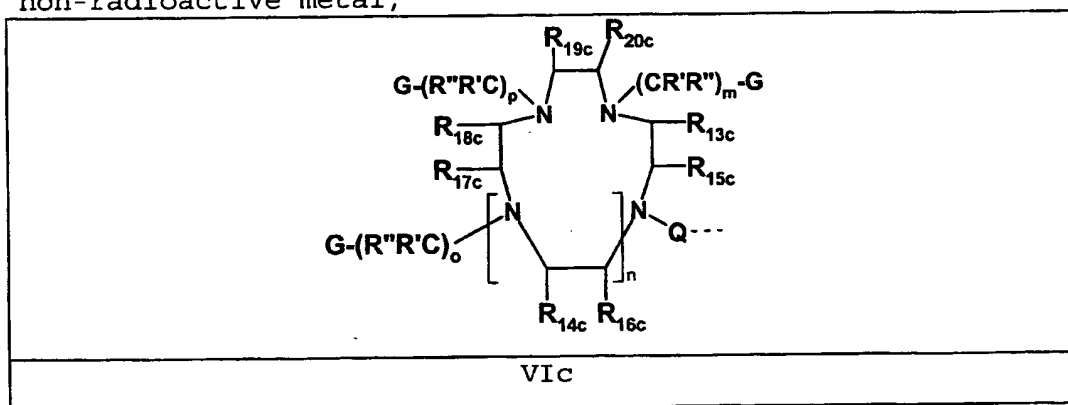 non-radioactive metal;
R19c R20c
G-(R"R'C)p (CR'R")m-G
N N
R18c R13c
R17c R15c
N N
G-(R"R'C)o n Q---
R14c R16c
VIc